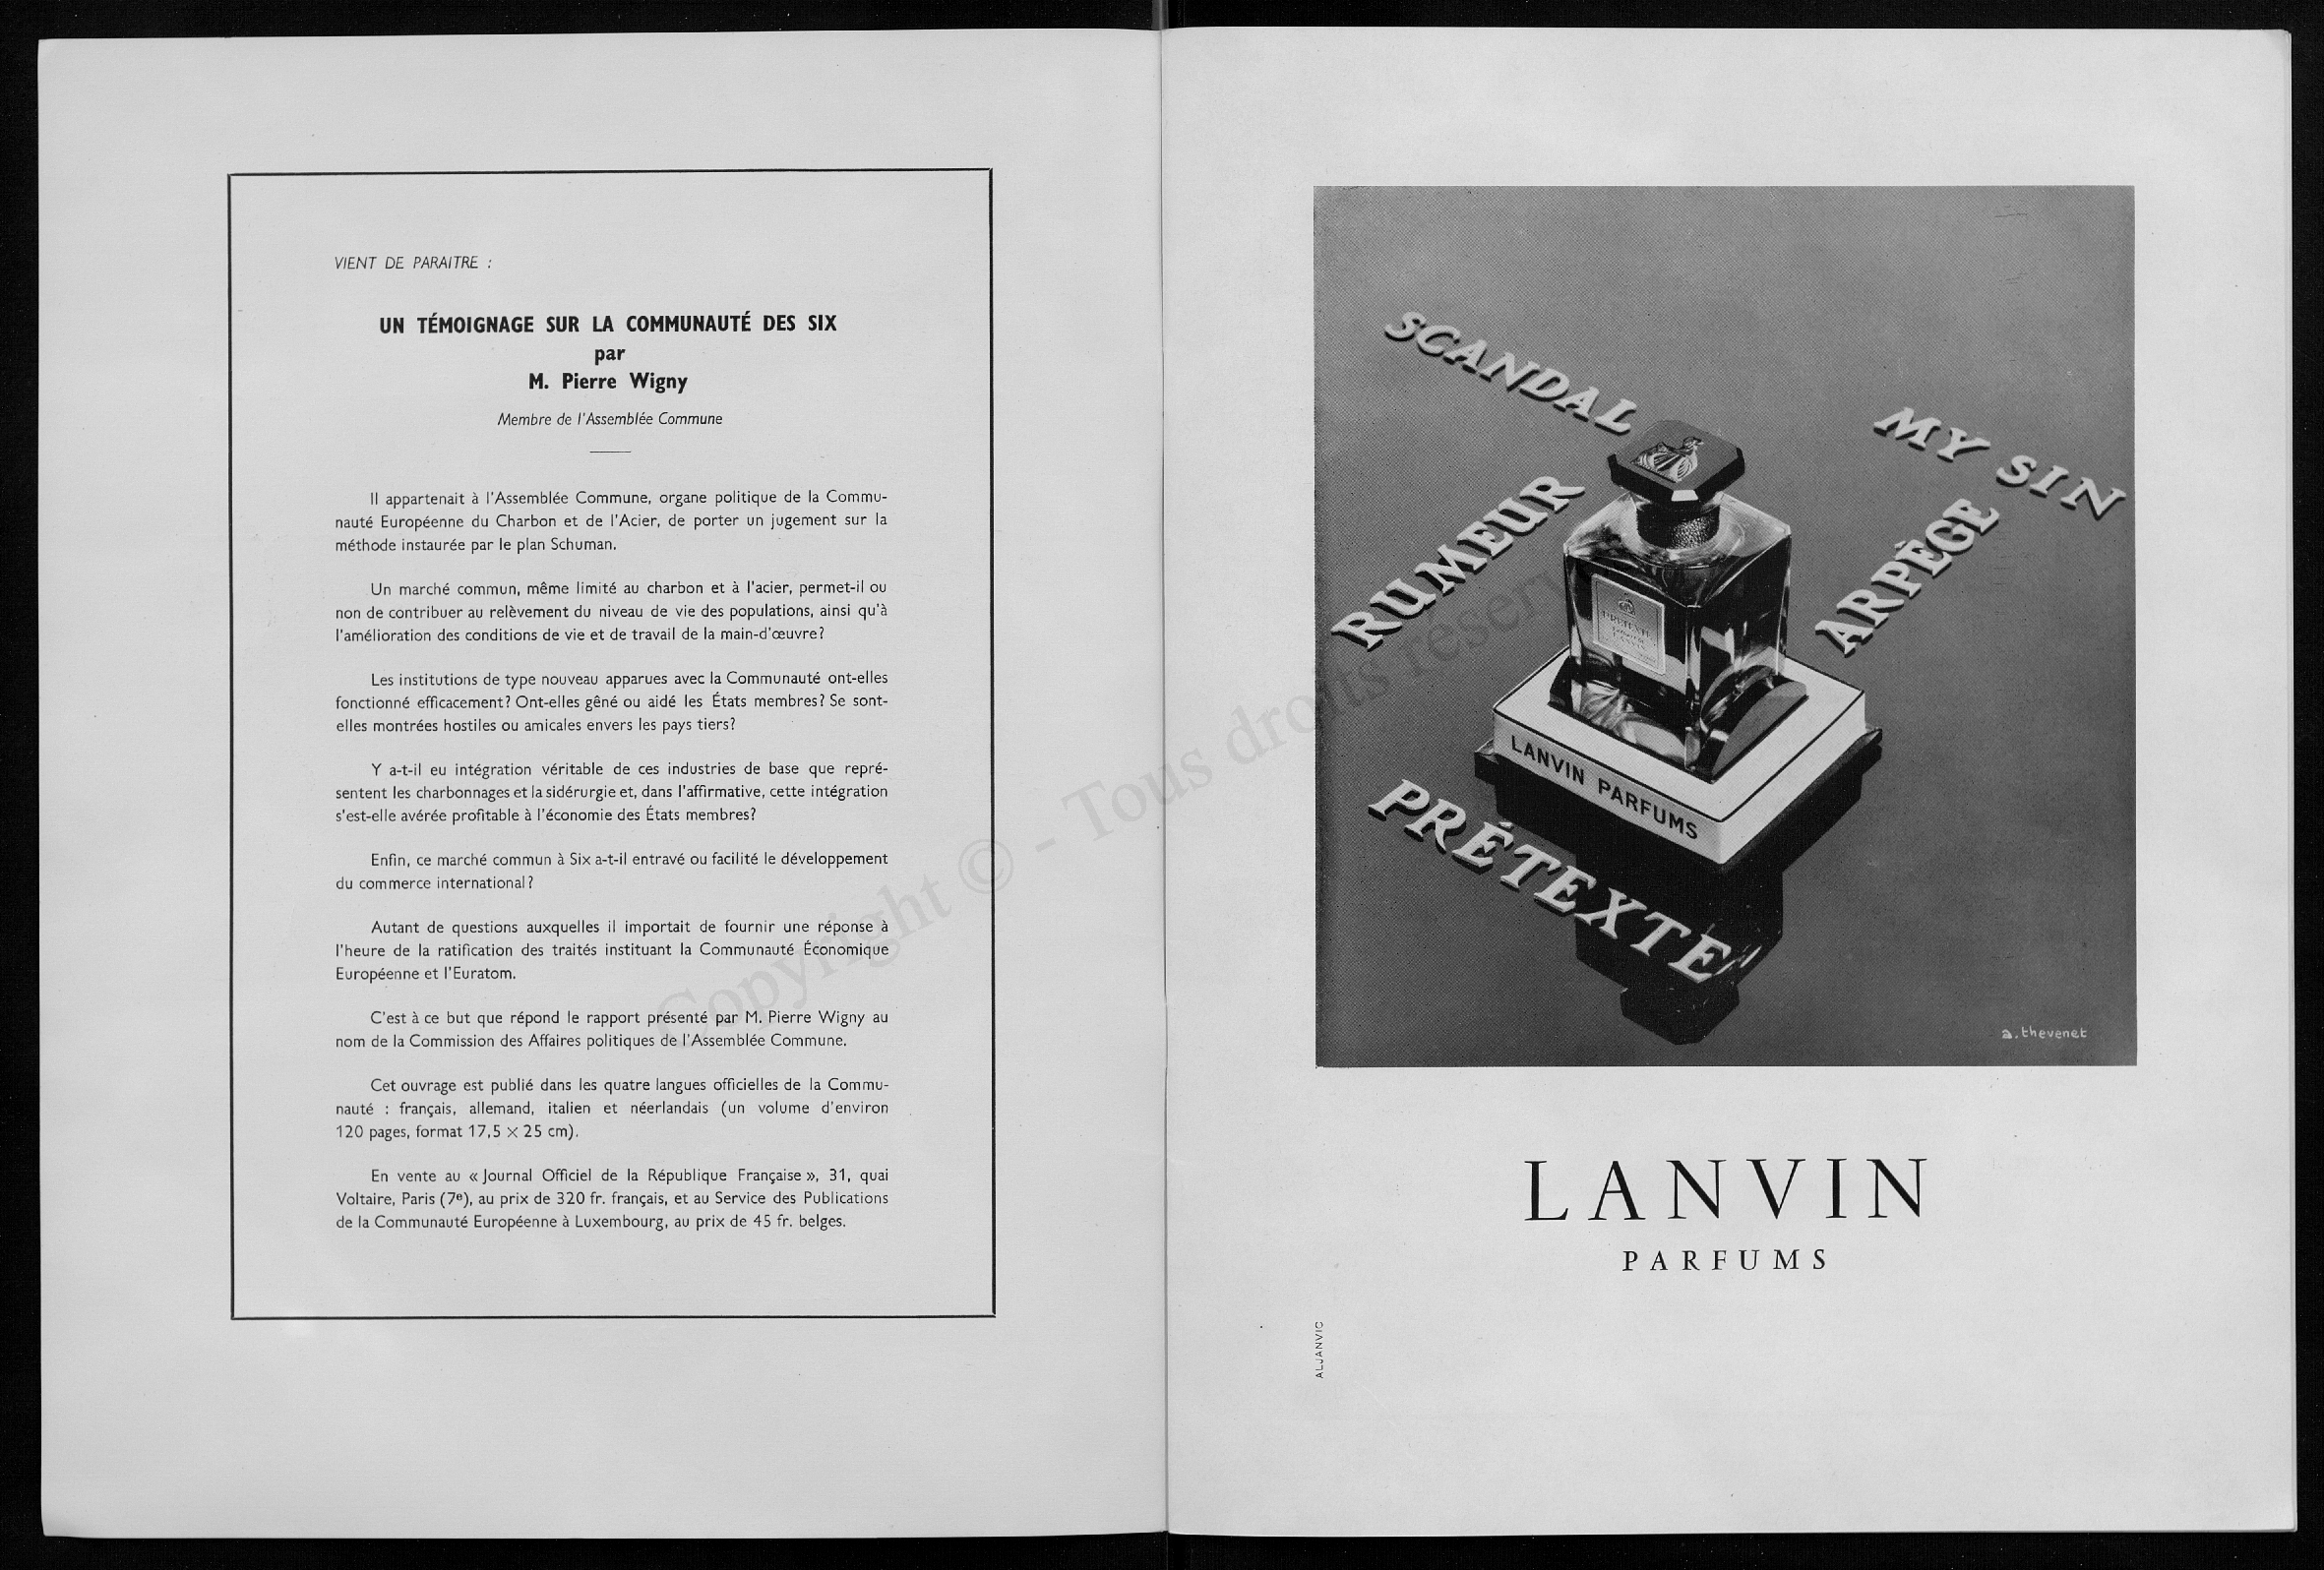 VIENT DE PARAITRE :
UN TÉMOIGNAGE SUR LA COMMUNAUTÉ DES SIX
par
M. Pierre Wigny
Membre de l'Assemblée Commune
Il appartenait à l'Assemblée Commune, organe politique de la Commu-
nauté Européenne du Charbon et de l'Acier, de porter un jugement sur la
méthode instaurée par le plan Schuman.
Un marché commun, même limité au charbon et à l'acier, permet-il ou
non de contribuer au relèvement du niveau de vie des populations, ainsi qu'à
l'amélioration des conditions de vie et de travail de la main-d'œuvre?
Les institutions de type nouveau apparues avec la Communauté ont-elles
fonctionné efficacement? Ont-elles gêné ou aidé les États membres? Se sont-
elles montrées hostiles ou amicales envers les pays tiers?
Y a-t-il eu intégration véritable de ces industries de base que repré-
sentent les charbonnages et la sidérurgie et, dans l'affirmative, cette intégration
s'est-elle avérée profitable à l'économie des États membres?
Enfin, ce marché commun à Six a-t-il entravé ou facilité le développement
du commerce international?
Autant de questions auxquelles il importait de fournir une réponse à
l'heure de la ratification des traités instituant la Communauté Économique
Européenne et l'Euratom.
C'est à ce but que répond le rapport présenté par M. Pierre Wigny au
nom de la Commission des Affaires politiques de l'Assemblée Commune.
Cet ouvrage est publié dans les quatre langues officielles de la Commu-
nauté : français, allemand, italien et néerlandais (un volume d'environ
120 pages, format 17,5 × 25 cm).
En vente au « Journal Officiel de la République Française », 31, quai
Voltaire, Paris (7e), au prix de 320 fr. français, et au Service des Publications
de la Communauté Européenne à Luxembourg, au prix de 45 fr. belges.
Copyright © - Tous droits réserv
SCANDAL
MY SIN
RUMEUR
ARPÈGE
PRÉTEXTE
LANVIN PARFUMS
PRÉTEXTE
a. thevenet
LANVIN
PARFUMS
ALJANVIC